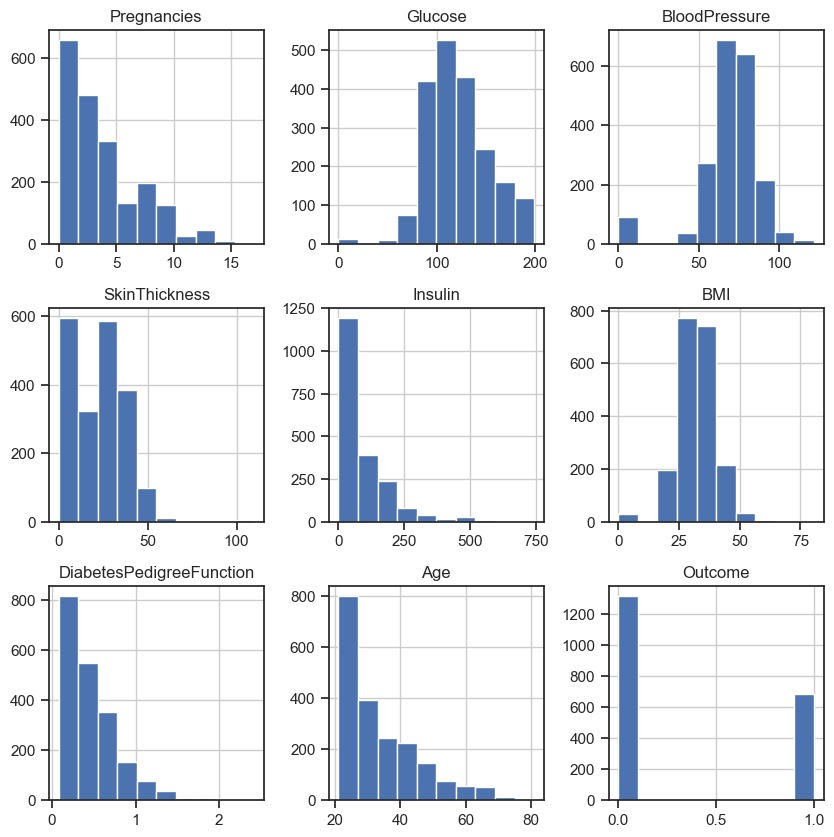 Pregnancies
600
400
200
0
0 5 10 15
Glucose
500
400
300
200
100
0
0 100 200
BloodPressure
600
400
200
0
0 50 100
SkinThickness
600
400
200
0
0 50 100
Insulin
1250
1000
750
500
250
0
0 250 500 750
BMI
800
600
400
200
0
0 25 50 75
DiabetesPedigreeFunction
800
600
400
200
0
0 1 2
Age
800
600
400
200
0
20 40 60 80
Outcome
1200
1000
800
600
400
200
0
0.0 0.5 1.0